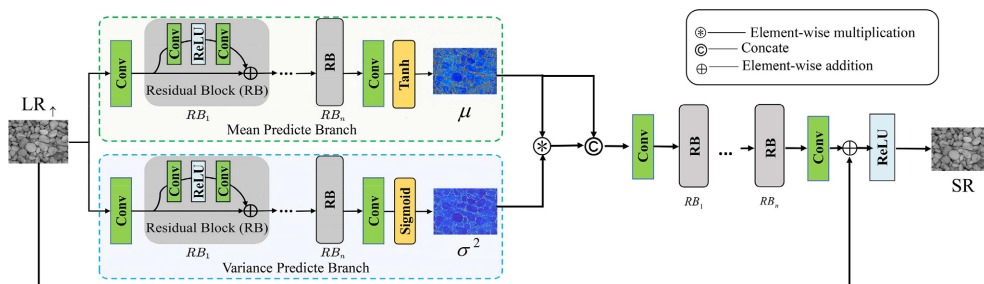 LR ↑
Conv
Conv
ReLU
Conv
Residual Block (RB)
RB₁
...
RB
RBₙ
Conv
Tanh
μ
Mean Predicte Branch
Conv
Conv
ReLU
Conv
Residual Block (RB)
RB₁
...
RB
RBₙ
Conv
Sigmoid
σ²
Variance Predicte Branch
Element-wise multiplication
© Concate
Element-wise addition
©
Conv
RB
RB₁
...
RB
RBₙ
Conv
ReLU
SR